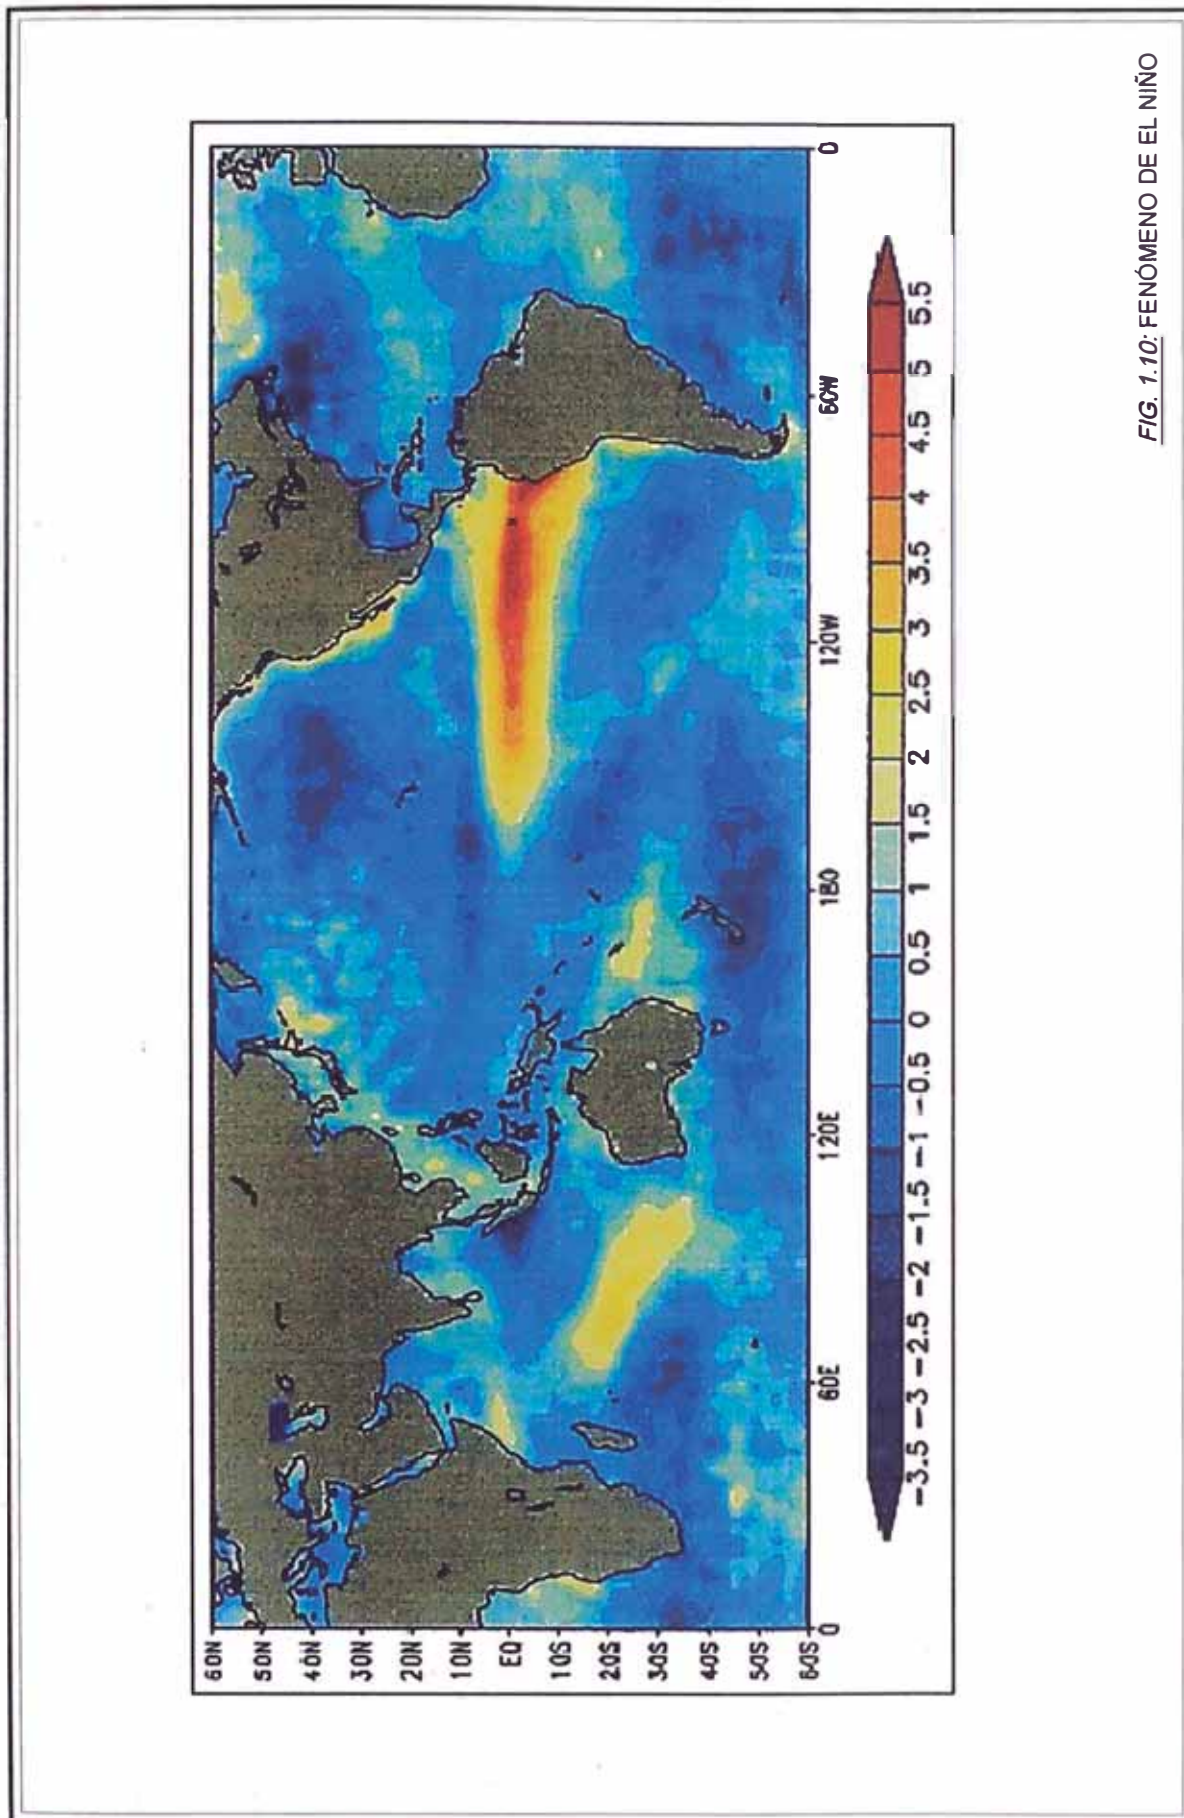 60N
50N
40N
30N
20N
10N
EQ
10S
20S
30S
40S
50S
60S
0 60E 120E 180 120W 60W 0
-3.5 -3 -2.5 -2 -1.5 -1 -0.5 0 0.5 1 1.5 2 2.5 3 3.5 4 4.5 5 5.5
FIG. 1.10: FENÓMENO DE EL NIÑO